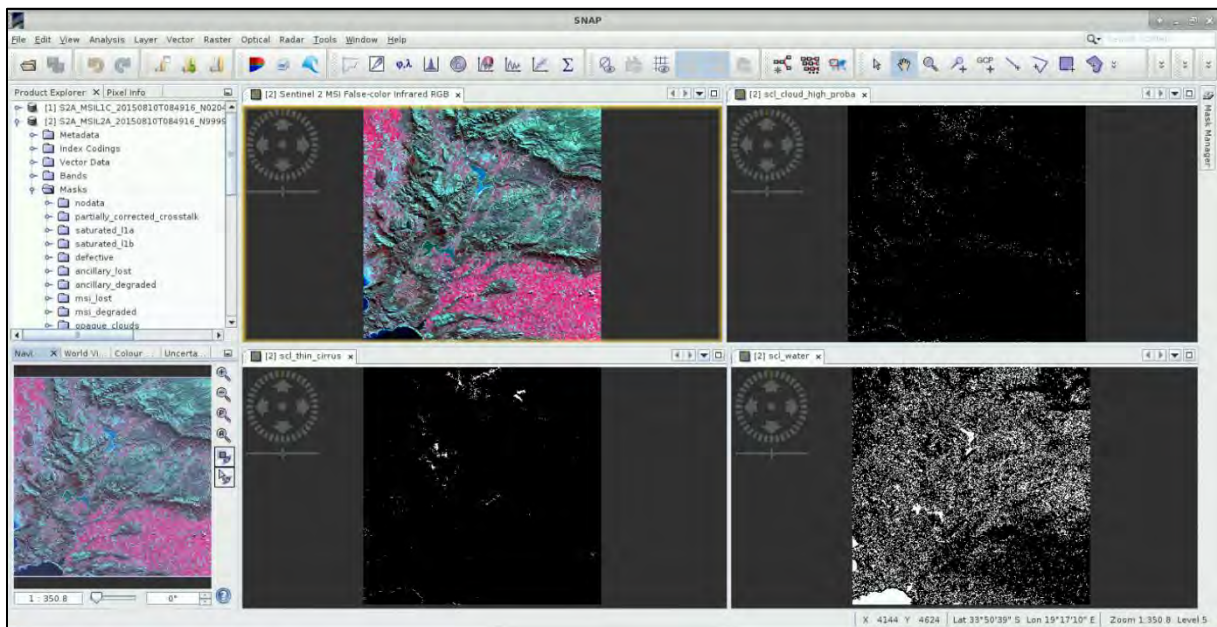 SNAP
File Edit View Analysis Layer Vector Raster Optical Radar Tools Window Help
φ,λ Σ GCP
Product Explorer × Pixel Info
[2] Sentinel 2 MSI False-color Infrared RGB ×
[2] scl_cloud_high_proba ×
[1] S2A_MSIL1C_20150810T084916_N0204
[2] S2A_MSIL2A_20150810T084916_N9999
Metadata
Index Codings
Vector Data
Bands
Masks
nodata
partially_corrected_crosstalk
saturated_l1a
saturated_l1b
defective
ancillary_lost
ancillary_degraded
msi_lost
msi_degraded
opaque_clouds
Mask Manager
Navi... × World Vi... Colour ... Uncerta...
[2] scl_thin_cirrus ×
[2] scl_water ×
1 : 350.8 0°
X 4144 Y 4624 Lat 33°50'39" S Lon 19°17'10" E Zoom 1:350.8 Level 5